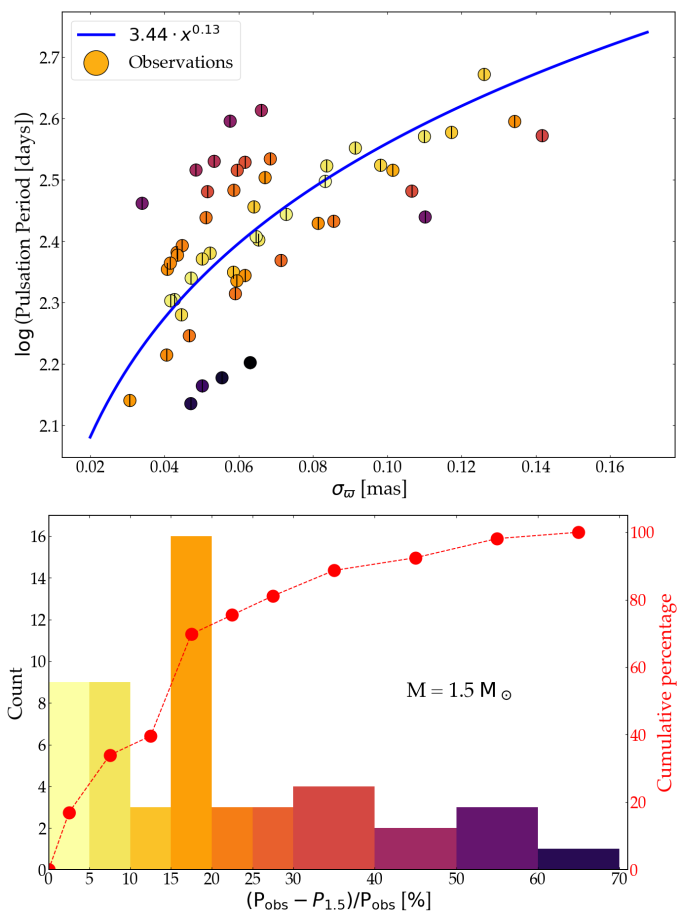 3.44 · x^0.13
Observations
2.7
2.6
2.5
2.4
2.3
2.2
2.1
log (Pulsation Period [days])
0.02 0.04 0.06 0.08 0.10 0.12 0.14 0.16
σ_ϖ [mas]
16
14
12
10
8
6
4
2
0
Count
M = 1.5 M_⊙
100
80
60
40
20
0
Cumulative percentage
0 5 10 15 20 25 30 40 50 60 70
(P_obs − P_1.5)/P_obs [%]